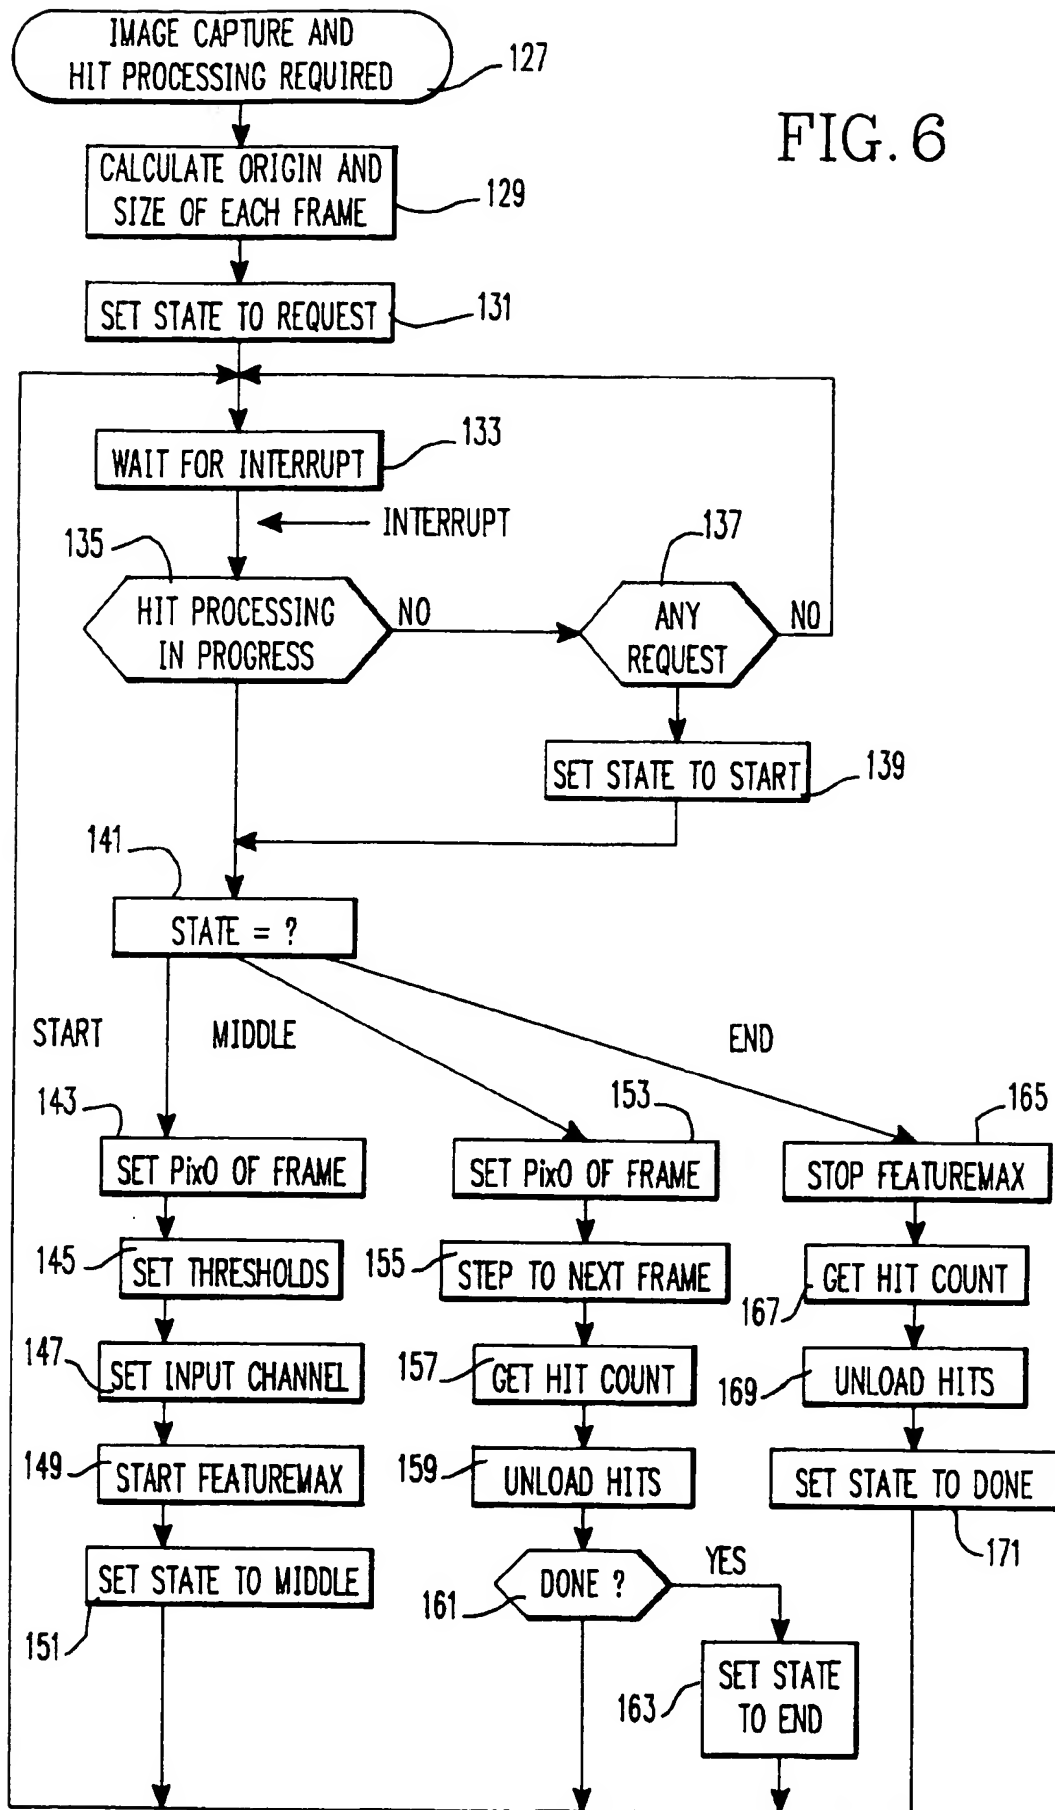 IMAGE CAPTURE AND
HIT PROCESSING REQUIRED
127
FIG. 6
CALCULATE ORIGIN AND
SIZE OF EACH FRAME
129
SET STATE TO REQUEST
131
WAIT FOR INTERRUPT
133
INTERRUPT
135
HIT PROCESSING
IN PROGRESS
NO
137
ANY
REQUEST
NO
SET STATE TO START
139
141
STATE = ?
START
MIDDLE
END
143
SET Pix0 OF FRAME
145
SET THRESHOLDS
147
SET INPUT CHANNEL
149
START FEATUREMAX
SET STATE TO MIDDLE
151
153
SET Pix0 OF FRAME
155
STEP TO NEXT FRAME
157
GET HIT COUNT
159
UNLOAD HITS
DONE ?
161
YES
163
SET STATE
TO END
165
STOP FEATUREMAX
GET HIT COUNT
167
169
UNLOAD HITS
SET STATE TO DONE
171